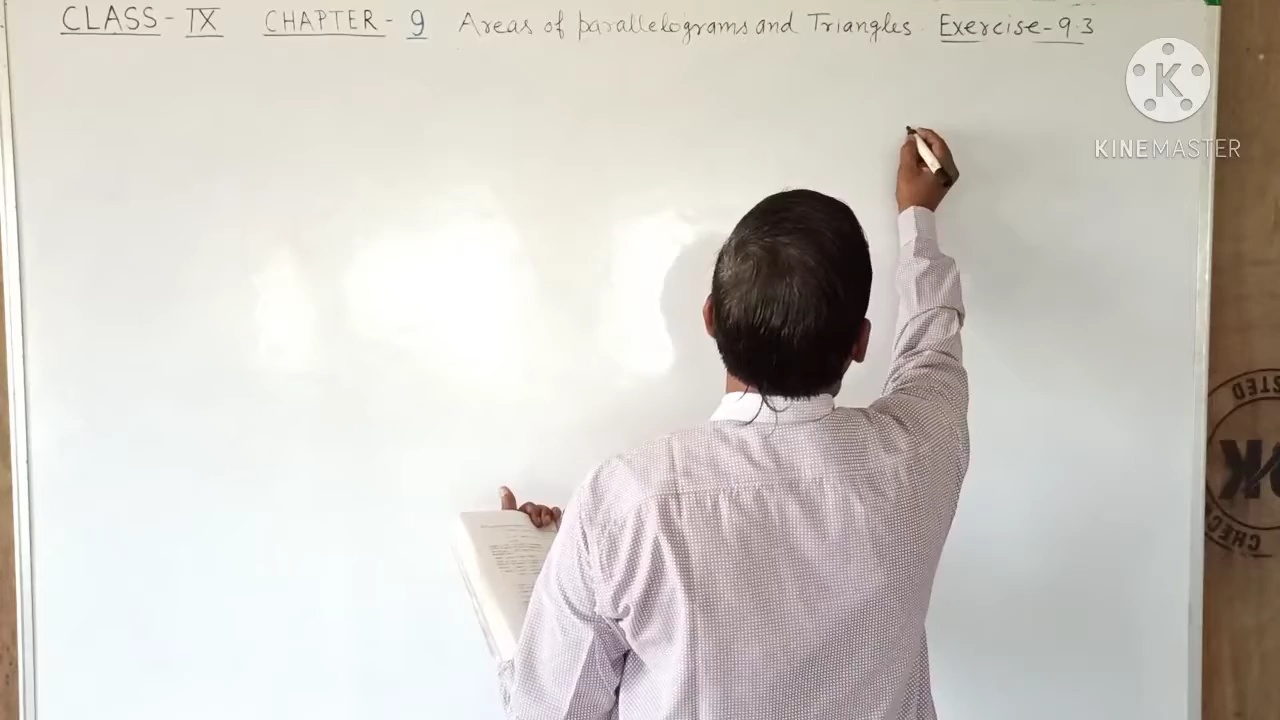 CLASS - IX CHAPTER - 9 Areas of parallelograms and Triangles. Exercise - 9.3
K
KINEMASTER